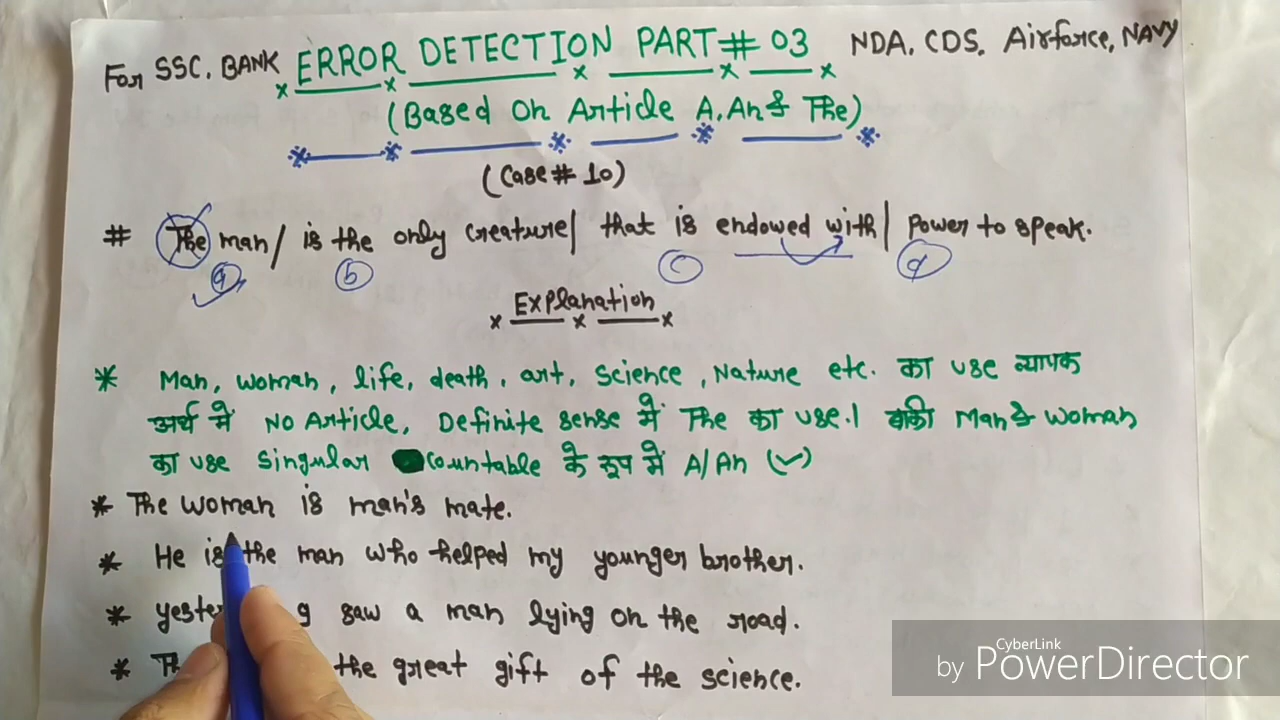 For SSC, BANK ERROR DETECTION PART# 03 NDA, CDS, Airforce, NAVY
(Based On Article A, An & The)
(Case# 10)
# The man/ is the only creature/ that is endowed with/ Power to speak.
(a) (b) (c) (d)
Explanation
* Man, woman, life, death, art, Science, Nature etc. का use व्यापक
अर्थ में No Article, Definite sense में The का use। Man & woman
का use Singular Countable के रूप में A/An (✓)
* The woman is man's mate.
* He is the man who helped my younger brother.
* yester saw a man lying on the road.
* the great gift of the science.
CyberLink
by PowerDirector